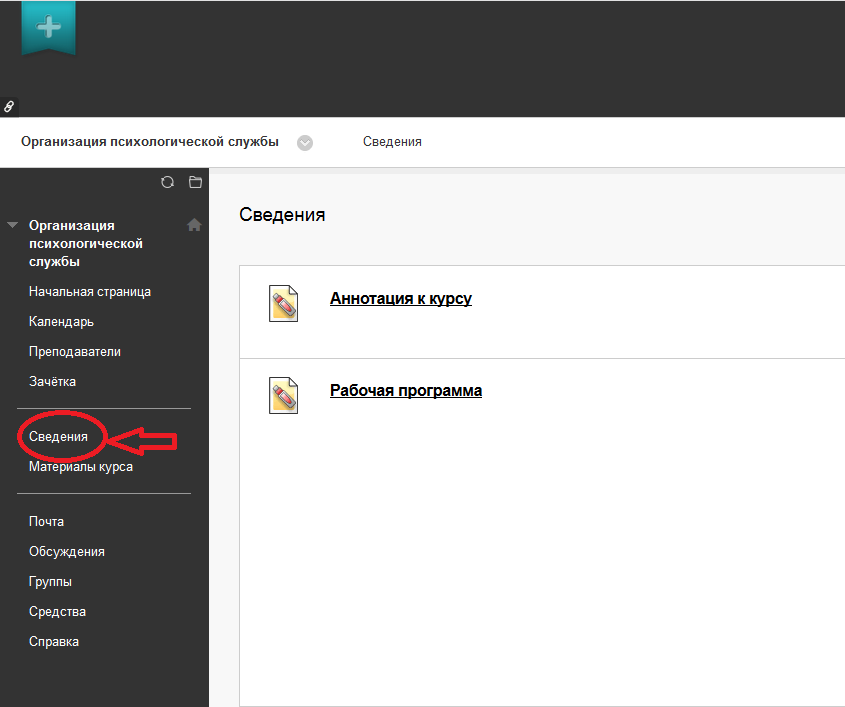 Организация психологической службы
Сведения
Организация
психологической
службы
Начальная страница
Календарь
Преподаватели
Зачётка
Сведения
Материалы курса
Почта
Обсуждения
Группы
Средства
Справка
Сведения
Аннотация к курсу
Рабочая программа